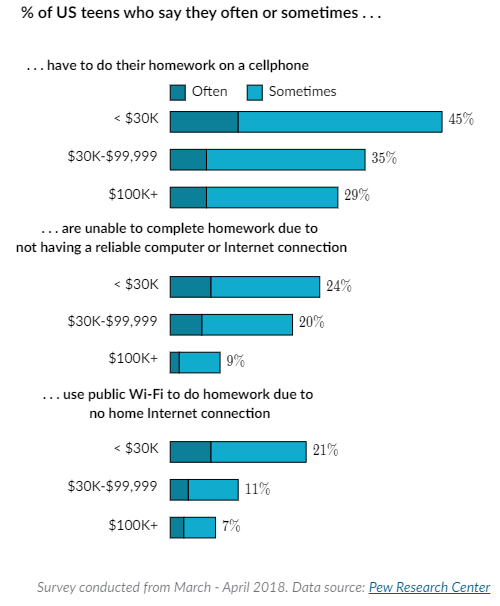 % of US teens who say they often or sometimes . . .
. . . have to do their homework on a cellphone
Often Sometimes
< $30K 45%
$30K-$99,999 35%
$100K+ 29%
. . . are unable to complete homework due to
not having a reliable computer or Internet connection
< $30K 24%
$30K-$99,999 20%
$100K+ 9%
. . . use public Wi-Fi to do homework due to
no home Internet connection
< $30K 21%
$30K-$99,999 11%
$100K+ 7%
Survey conducted from March - April 2018. Data source: Pew Research Center